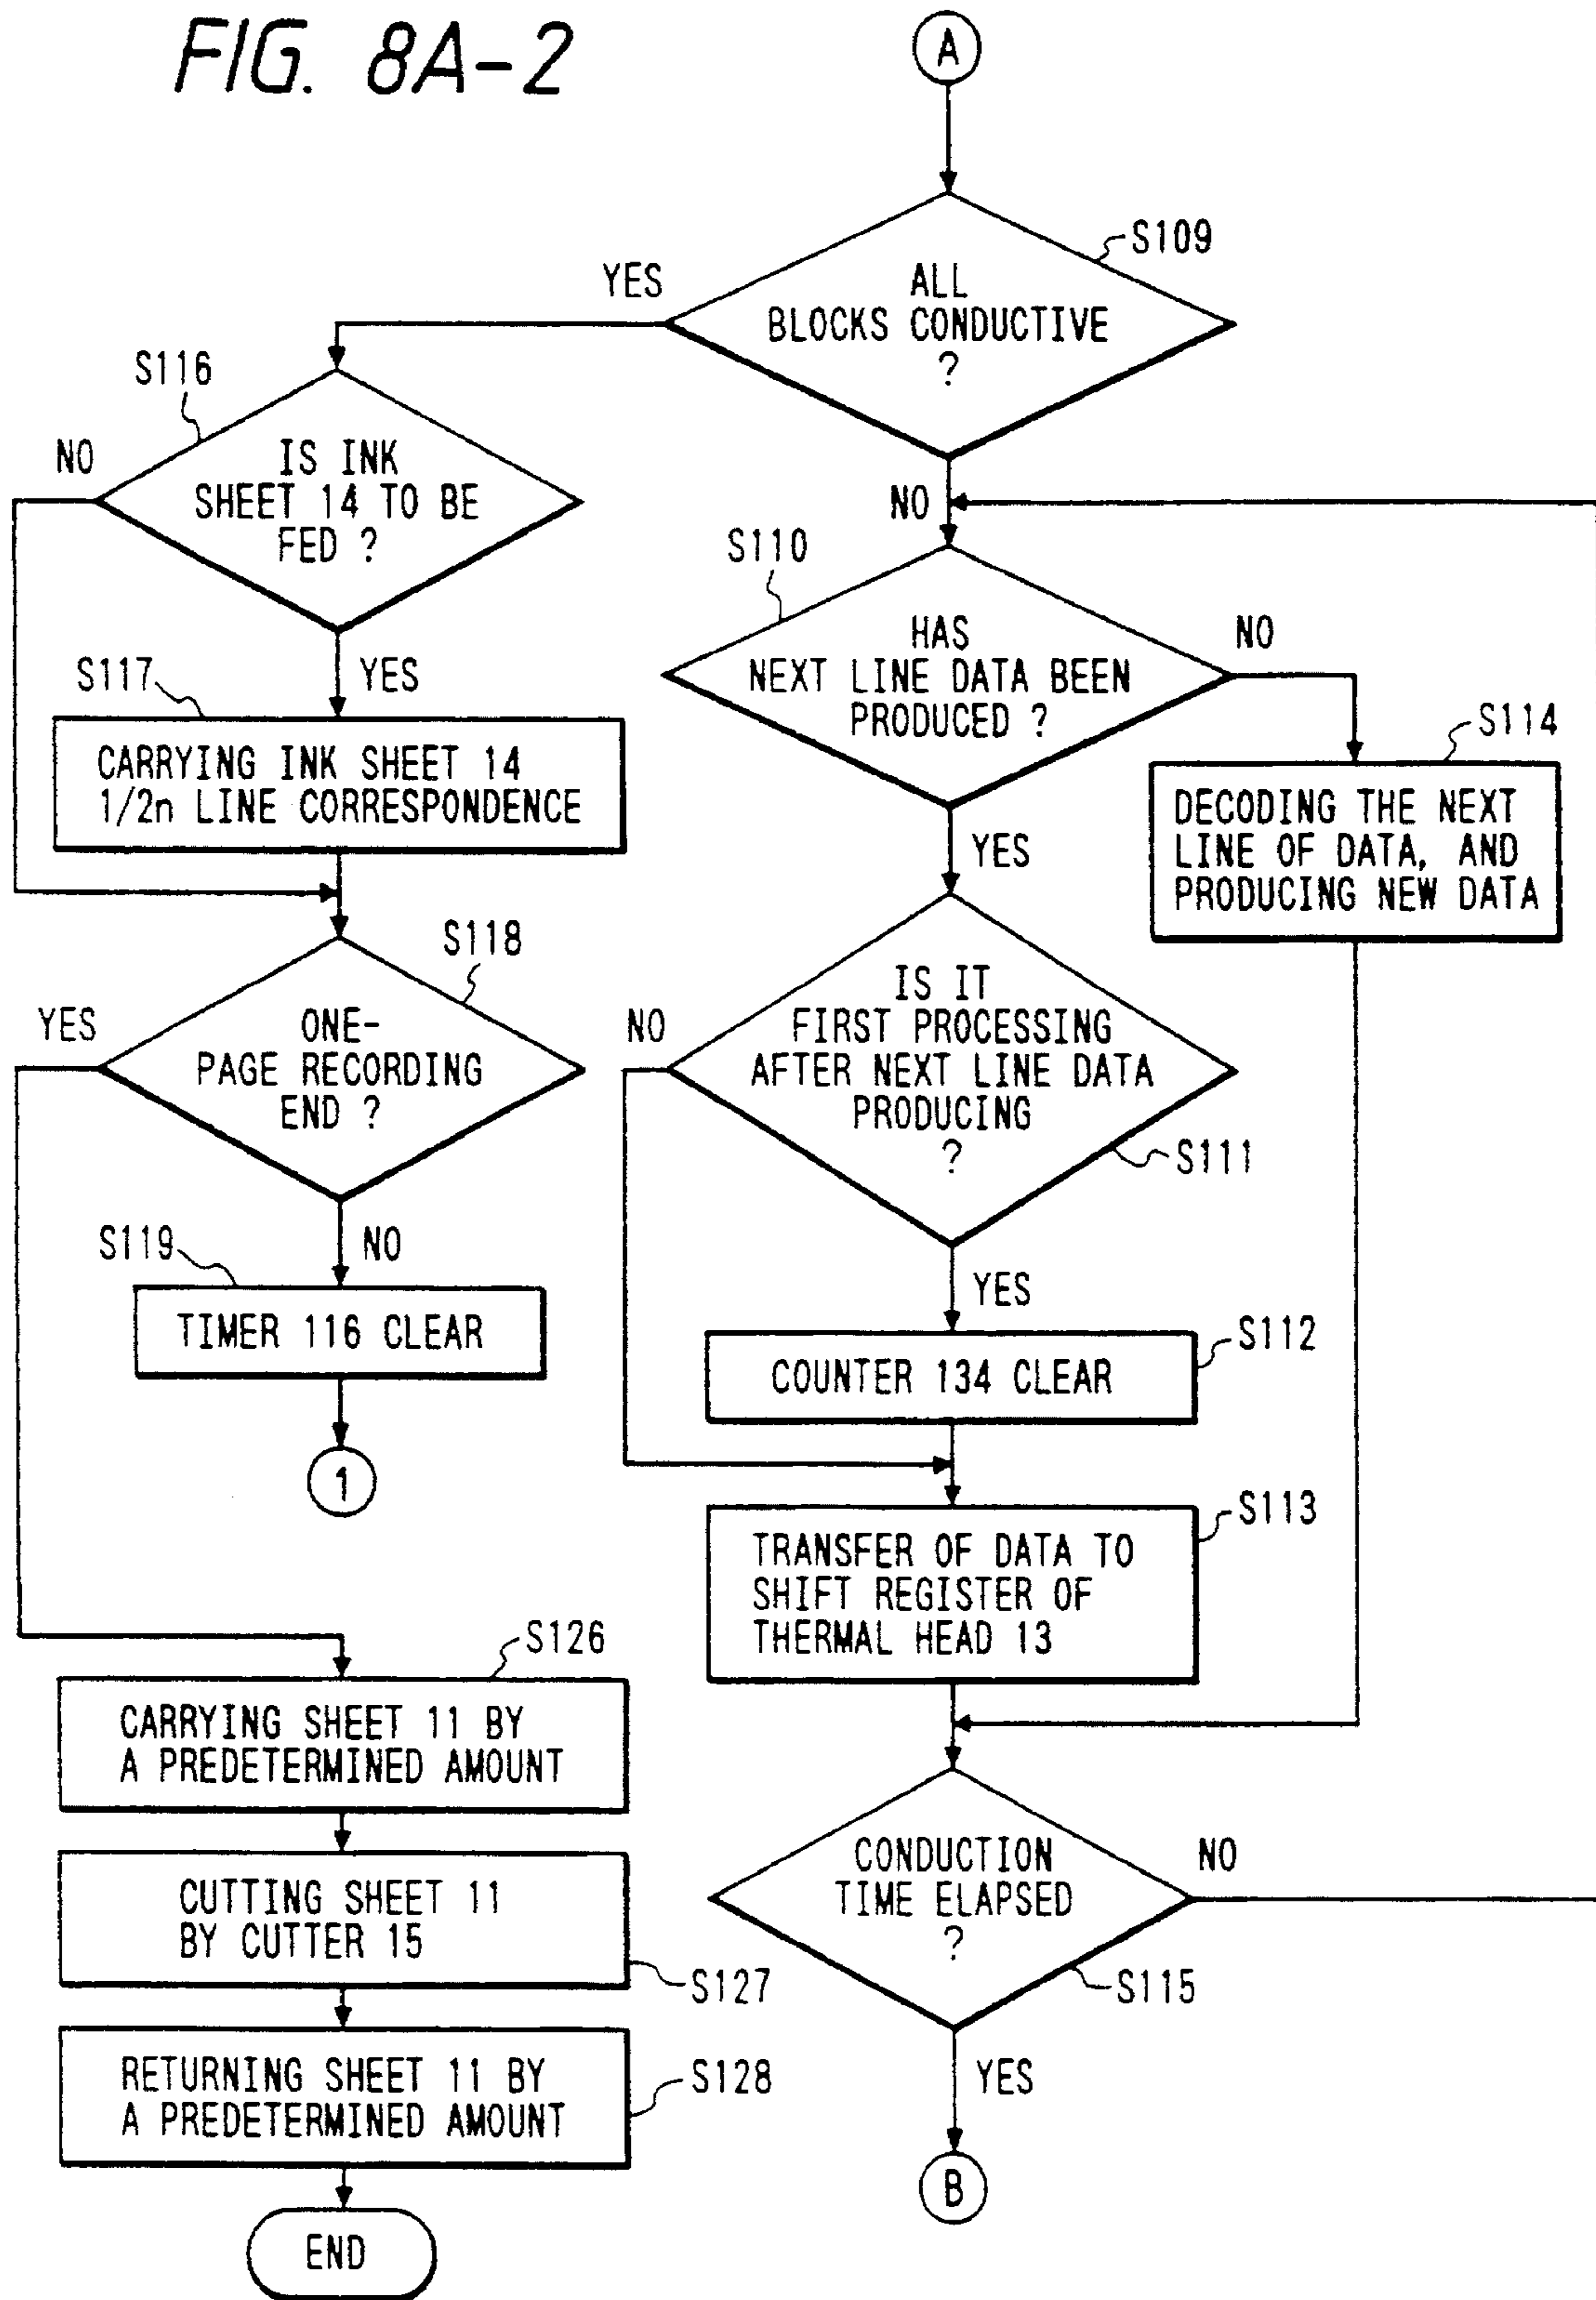 FIG. 8A-2
A
S109
YES
ALL
BLOCKS CONDUCTIVE
?
S116
NO
IS INK
SHEET 14 TO BE
FED ?
NO
S110
HAS
NEXT LINE DATA BEEN
PRODUCED ?
NO
S117
YES
CARRYING INK SHEET 14
1/2n LINE CORRESPONDENCE
S114
DECODING THE NEXT
LINE OF DATA, AND
PRODUCING NEW DATA
YES
S118
YES
ONE-
PAGE RECORDING
END ?
NO
IS IT
FIRST PROCESSING
AFTER NEXT LINE DATA
PRODUCING
?
S111
S119
NO
TIMER 116 CLEAR
YES
S112
COUNTER 134 CLEAR
1
S113
TRANSFER OF DATA TO
SHIFT REGISTER OF
THERMAL HEAD 13
S126
CARRYING SHEET 11 BY
A PREDETERMINED AMOUNT
CONDUCTION
TIME ELAPSED
?
NO
S115
CUTTING SHEET 11
BY CUTTER 15
S127
RETURNING SHEET 11 BY
A PREDETERMINED AMOUNT
S128
YES
B
END